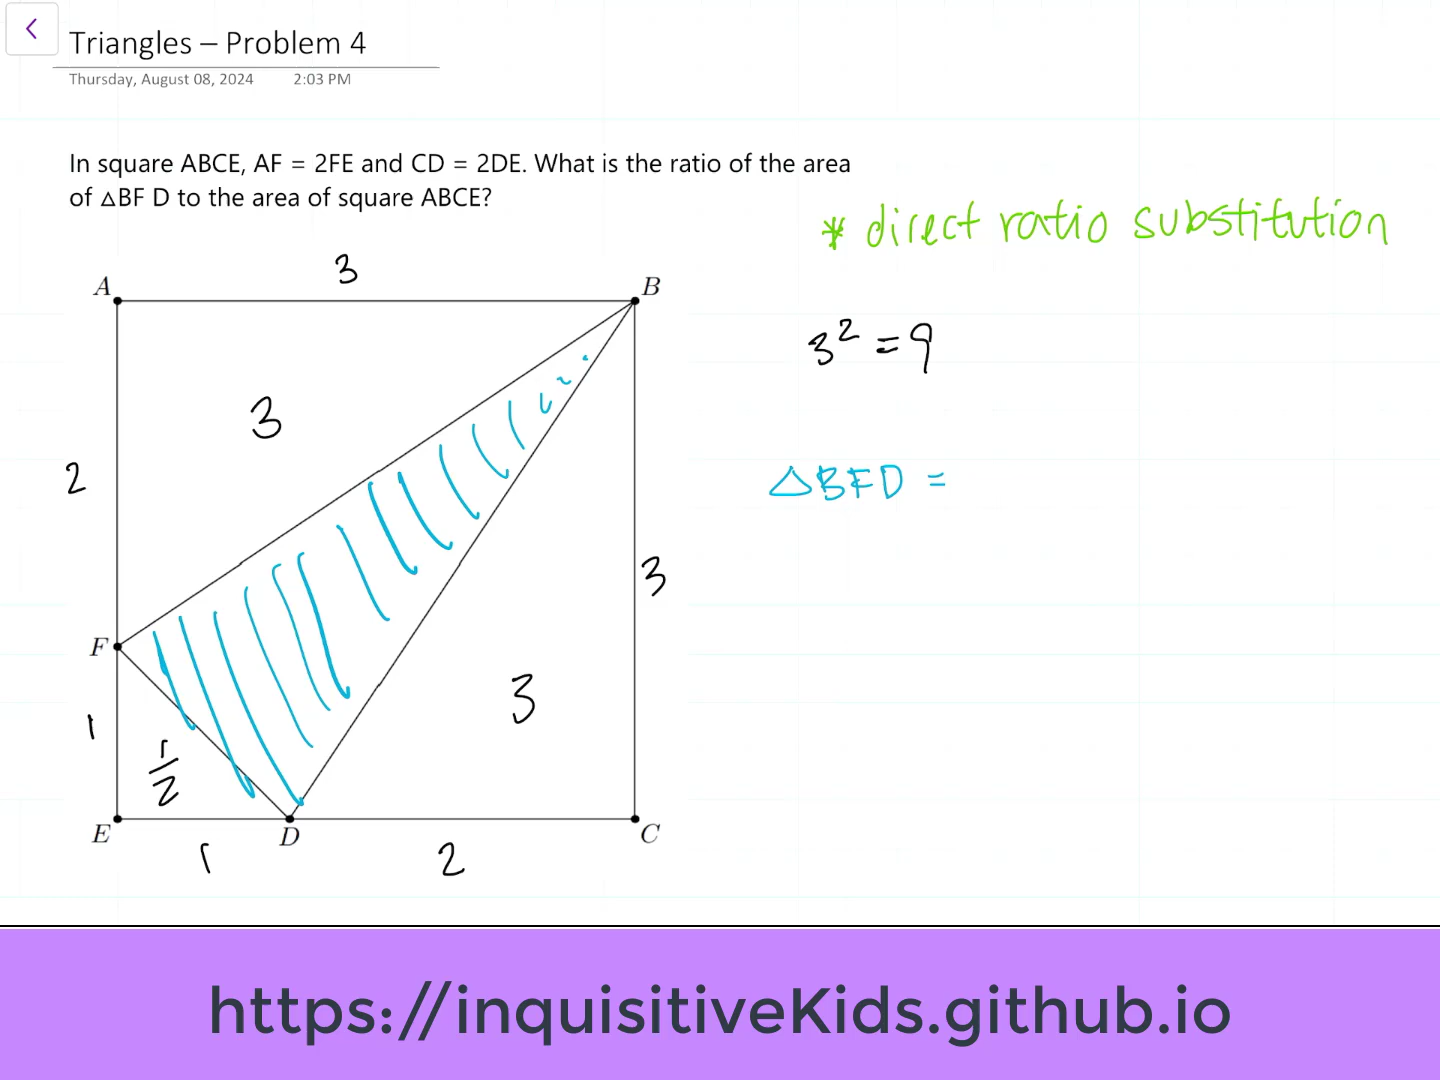 Triangles – Problem 4
Thursday, August 08, 2024 2:03 PM
In square ABCE, AF = 2FE and CD = 2DE. What is the ratio of the area
of △BF D to the area of square ABCE?
* direct ratio substitution
3
A
B
3² = 9
3
2
△BFD =
3
F
3
1
1/2
E
D
C
1
2
https://inquisitiveKids.github.io